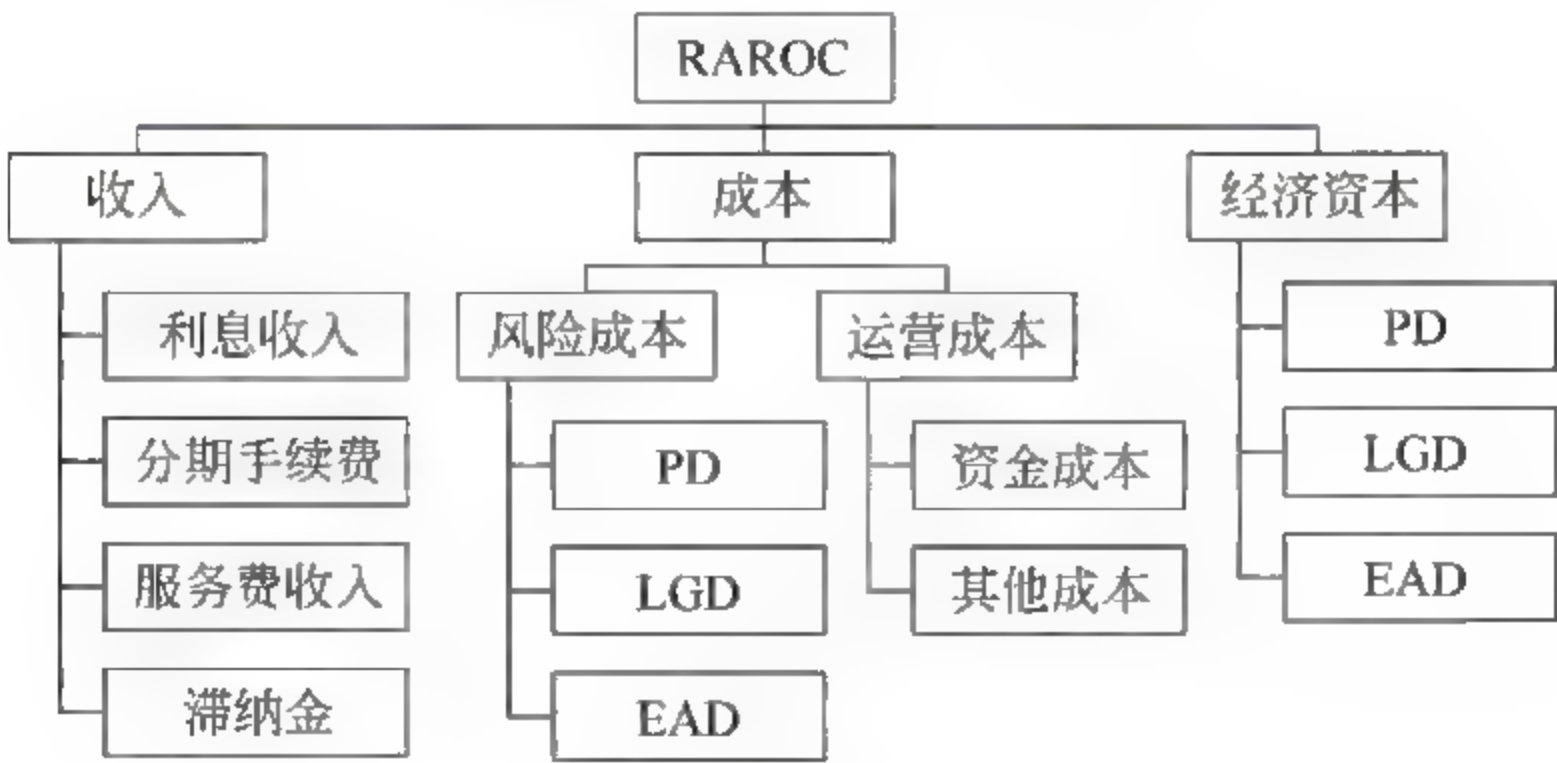 RAROC
收入
成本
经济资本
利息收入
分期手续费
服务费收入
滞纳金
风险成本
PD
LGD
EAD
运营成本
资金成本
其他成本
PD
LGD
EAD